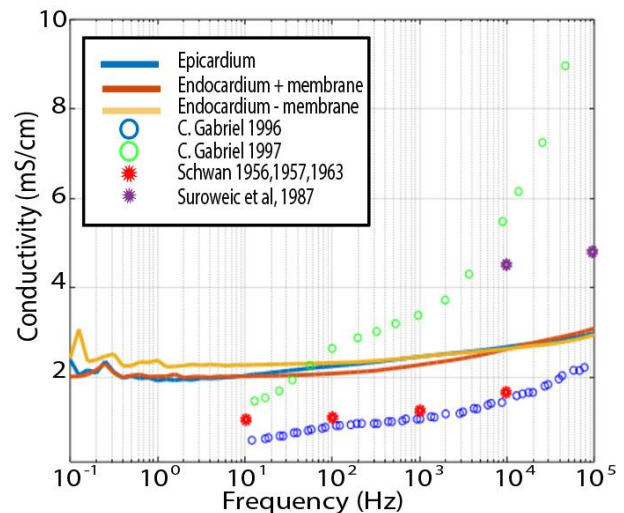 10
8
6
4
2
Conductivity (mS/cm)
Epicardium
Endocardium + membrane
Endocardium - membrane
C. Gabriel 1996
C. Gabriel 1997
Schwan 1956,1957,1963
Suroweic et al, 1987
10⁻¹ 10⁰ 10¹ 10² 10³ 10⁴ 10⁵
Frequency (Hz)